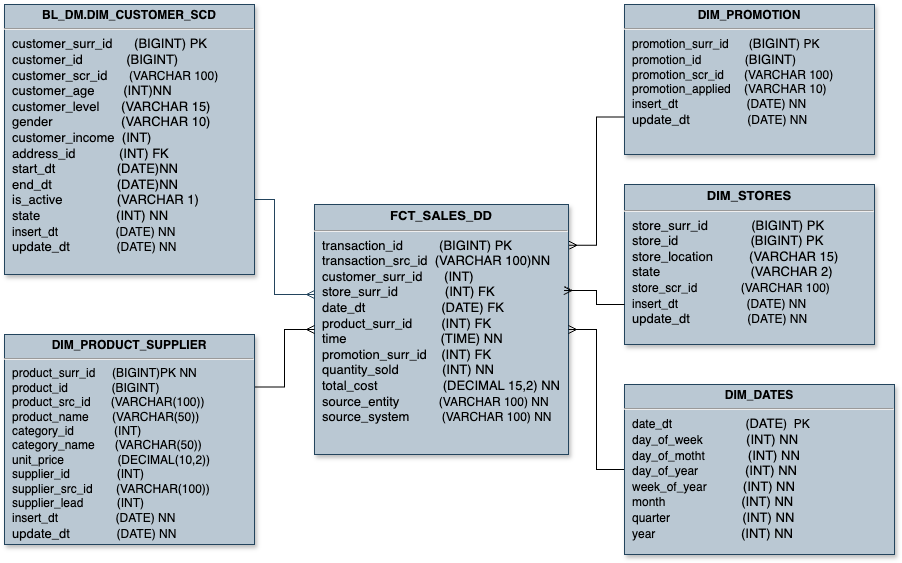 BL_DM.DIM_CUSTOMER_SCD
customer_surr_id (BIGINT) PK
customer_id (BIGINT)
customer_scr_id (VARCHAR 100)
customer_age (INT)NN
customer_level (VARCHAR 15)
gender (VARCHAR 10)
customer_income (INT)
address_id (INT) FK
start_dt (DATE)NN
end_dt (DATE)NN
is_active (VARCHAR 1)
state (INT) NN
insert_dt (DATE) NN
update_dt (DATE) NN
DIM_PRODUCT_SUPPLIER
product_surr_id (BIGINT)PK NN
product_id (BIGINT)
product_src_id (VARCHAR(100))
product_name (VARCHAR(50))
category_id (INT)
category_name (VARCHAR(50))
unit_price (DECIMAL(10,2))
supplier_id (INT)
supplier_src_id (VARCHAR(100))
supplier_lead (INT)
insert_dt (DATE) NN
update_dt (DATE) NN
FCT_SALES_DD
transaction_id (BIGINT) PK
transaction_src_id (VARCHAR 100)NN
customer_surr_id (INT)
store_surr_id (INT) FK
date_dt (DATE) FK
product_surr_id (INT) FK
time (TIME) NN
promotion_surr_id (INT) FK
quantity_sold (INT) NN
total_cost (DECIMAL 15,2) NN
source_entity (VARCHAR 100) NN
source_system (VARCHAR 100) NN
DIM_PROMOTION
promotion_surr_id (BIGINT) PK
promotion_id (BIGINT)
promotion_scr_id (VARCHAR 100)
promotion_applied (VARCHAR 10)
insert_dt (DATE) NN
update_dt (DATE) NN
DIM_STORES
store_surr_id (BIGINT) PK
store_id (BIGINT) PK
store_location (VARCHAR 15)
state (VARCHAR 2)
store_scr_id (VARCHAR 100)
insert_dt (DATE) NN
update_dt (DATE) NN
DIM_DATES
date_dt (DATE) PK
day_of_week (INT) NN
day_of_motht (INT) NN
day_of_year (INT) NN
week_of_year (INT) NN
month (INT) NN
quarter (INT) NN
year (INT) NN